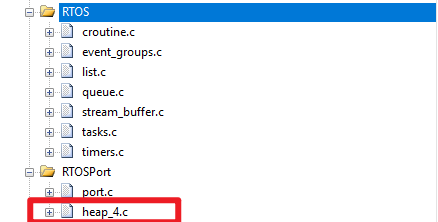 RTOS
croutine.c
event_groups.c
list.c
queue.c
stream_buffer.c
tasks.c
timers.c
RTOSPort
port.c
heap_4.c